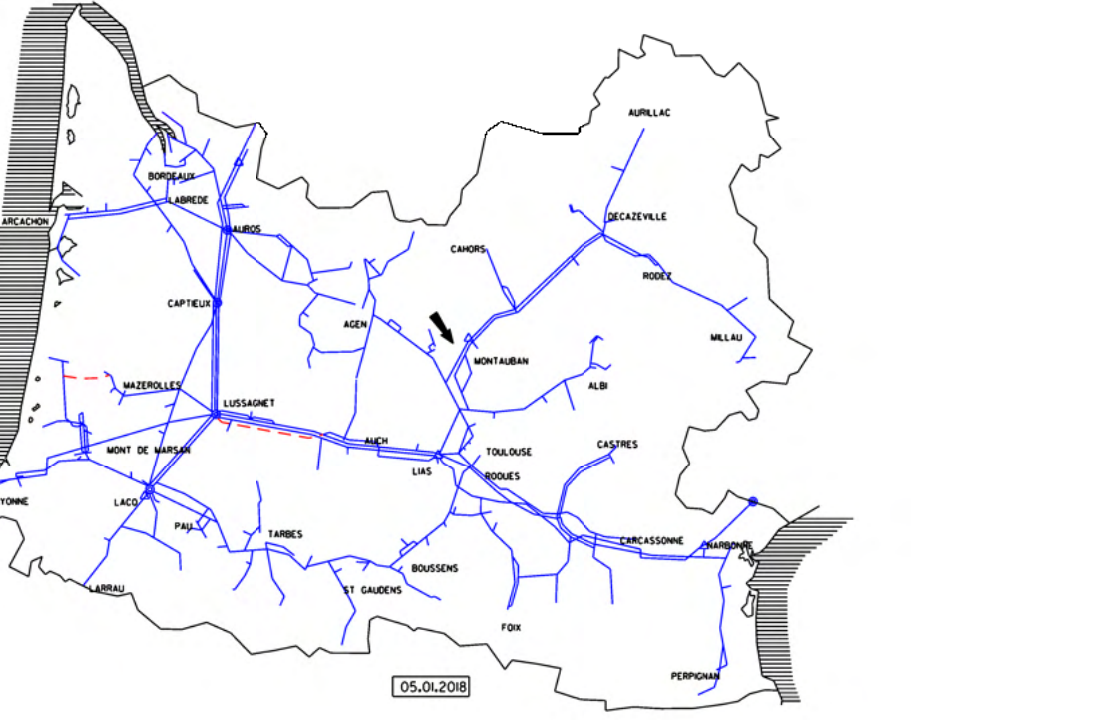 AURILLAC
BORDEAUX
LABREDE
ARCACHON
DECAZEVILLE
AUROS
CAHORS
RODEZ
CAPTIEUX
AGEN
MILLAU
MONTAUBAN
MAZEROLLES
ALBI
LUSSAGNET
AUCH
CASTRES
MONT DE MARSAN
TOULOUSE
LIAS
ROQUES
YONNE
LACQ
PAU
TARBES
CARCASSONNE
NARBONNE
BOUSSENS
LARRAU
ST GAUDENS
FOIX
PERPIGNAN
05.01.2018